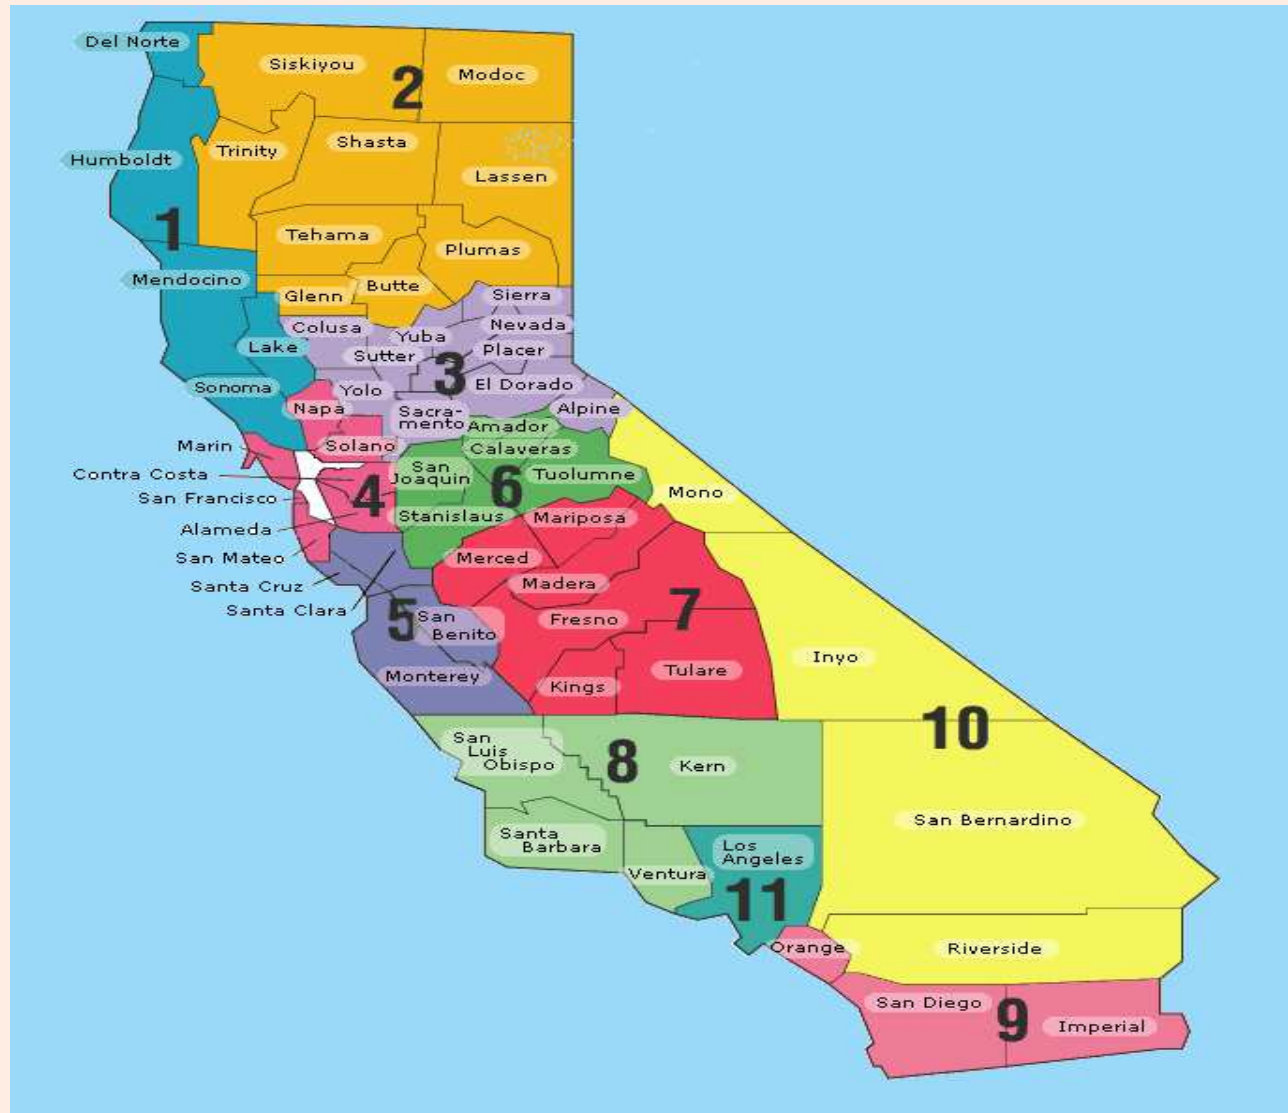 Del Norte
Siskiyou
2
Modoc
Humboldt
Trinity
Shasta
Lassen
1
Tehama
Plumas
Mendocino
Glenn
Butte
Sierra
Colusa
Yuba
Nevada
Lake
Sutter
Placer
3
Sonoma
Yolo
El Dorado
Napa
Sacra-
mento
Alpine
Amador
Marin
Solano
Calaveras
Contra Costa
San
Joaquin
Tuolumne
6
San Francisco
4
Mono
Alameda
Stanislaus
Mariposa
San Mateo
Merced
Santa Cruz
Madera
Santa Clara
5
San
Benito
Fresno
7
Monterey
Kings
Tulare
Inyo
10
San
Luis
Obispo
8
Kern
San Bernardino
Santa
Barbara
Los
Angeles
Ventura
11
Orange
Riverside
San Diego
9
Imperial